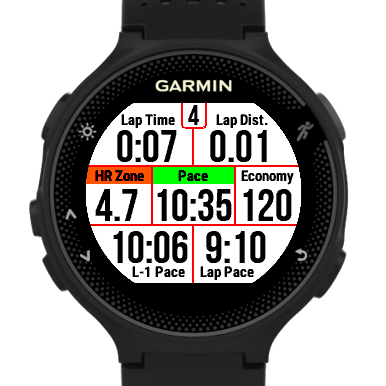 GARMIN
Lap Time 4 Lap Dist.
0:07 0.01
HR Zone Pace Economy
4.7 10:35 120
10:06 9:10
L-1 Pace Lap Pace